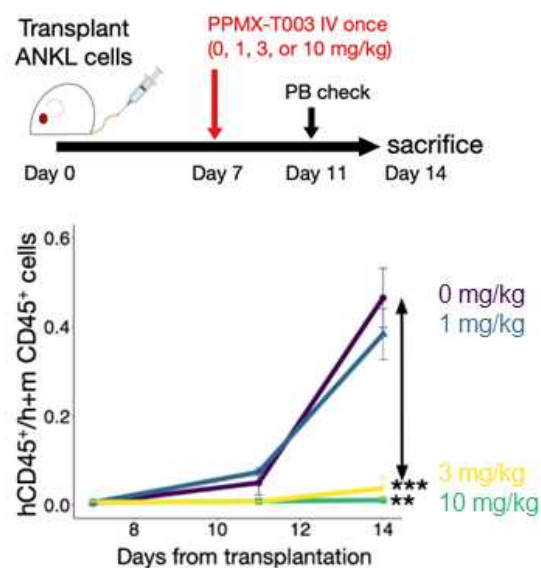 Transplant
ANKL cells
PPMX-T003 IV once
(0, 1, 3, or 10 mg/kg)
PB check
sacrifice
Day 0
Day 7
Day 11
Day 14
hCD45⁺/h+m CD45⁺ cells
0.6
0.4
0.2
0.0
8
10
12
14
Days from transplantation
0 mg/kg
1 mg/kg
3 mg/kg
***
**
10 mg/kg